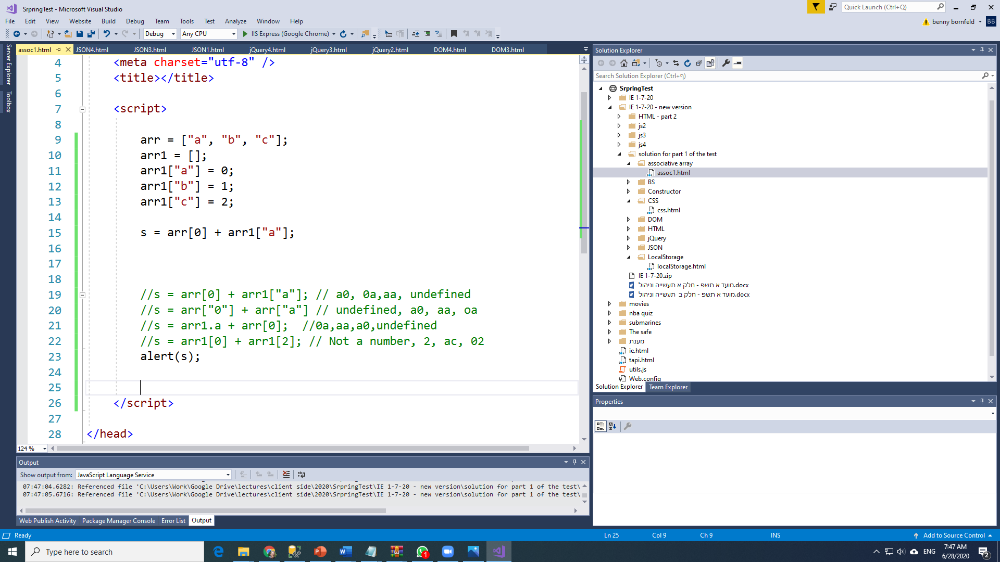 SrpringTest - Microsoft Visual Studio
Quick Launch (Ctrl+Q)
File Edit View Website Build Debug Team Tools Test Analyze Window Help
benny bornfeld BB
Debug Any CPU IIS Express (Google Chrome)
Server Explorer
Toolbox
assoc1.html JSON4.html JSON3.html JSON1.html jQuery4.html jQuery3.html jQuery2.html DOM4.html DOM3.html
4 <meta charset="utf-8" />
5 <title></title>
6
7 <script>
8
9 arr = ["a", "b", "c"];
10 arr1 = [];
11 arr1["a"] = 0;
12 arr1["b"] = 1;
13 arr1["c"] = 2;
14
15 s = arr[0] + arr1["a"];
16
17
18
19 //s = arr[0] + arr1["a"]; // a0, 0a,aa, undefined
20 //s = arr["0"] + arr["a"] // undefined, a0, aa, oa
21 //s = arr1.a + arr[0];  //0a,aa,a0,undefined
22 //s = arr1[0] + arr1[2]; // Not a number, 2, ac, 02
23 alert(s);
24
25
26 </script>
27
28 </head>
124 %
Output
Show output from: JavaScript Language Service
07:47:04.6282: Referenced file 'C:\Users\Work\Google Drive\lectures\client side\2020\SrpringTest\IE 1-7-20 - new version\solution for part 1 of the test\
07:47:05.6716: Referenced file 'C:\Users\Work\Google Drive\lectures\client side\2020\SrpringTest\IE 1-7-20 - new version\solution for part 1 of the test\
Web Publish Activity Package Manager Console Error List Output
Solution Explorer
Search Solution Explorer (Ctrl+ף)
SrpringTest
IE 1-7-20
IE 1-7-20 - new version
HTML - part 2
js2
js3
js4
solution for part 1 of the test
associative array
assoc1.html
BS
Constructor
CSS
css.html
DOM
HTML
jQuery
JSON
LocalStorage
localStorage.html
IE 1-7-20.zip
מועד א תשפ - חלק א תעשייה וניהול.docx
מועד א תשפ - חלק ב  תעשייה וניהול.docx
movies
nba quiz
submarines
The safe
מענת
ie.html
tapi.html
utils.js
Web.config
Solution Explorer Team Explorer
Properties
Ready
Ln 25 Col 9 Ch 9 INS
Add to Source Control
Type here to search
1
ENG
7:47 AM
6/28/2020
2